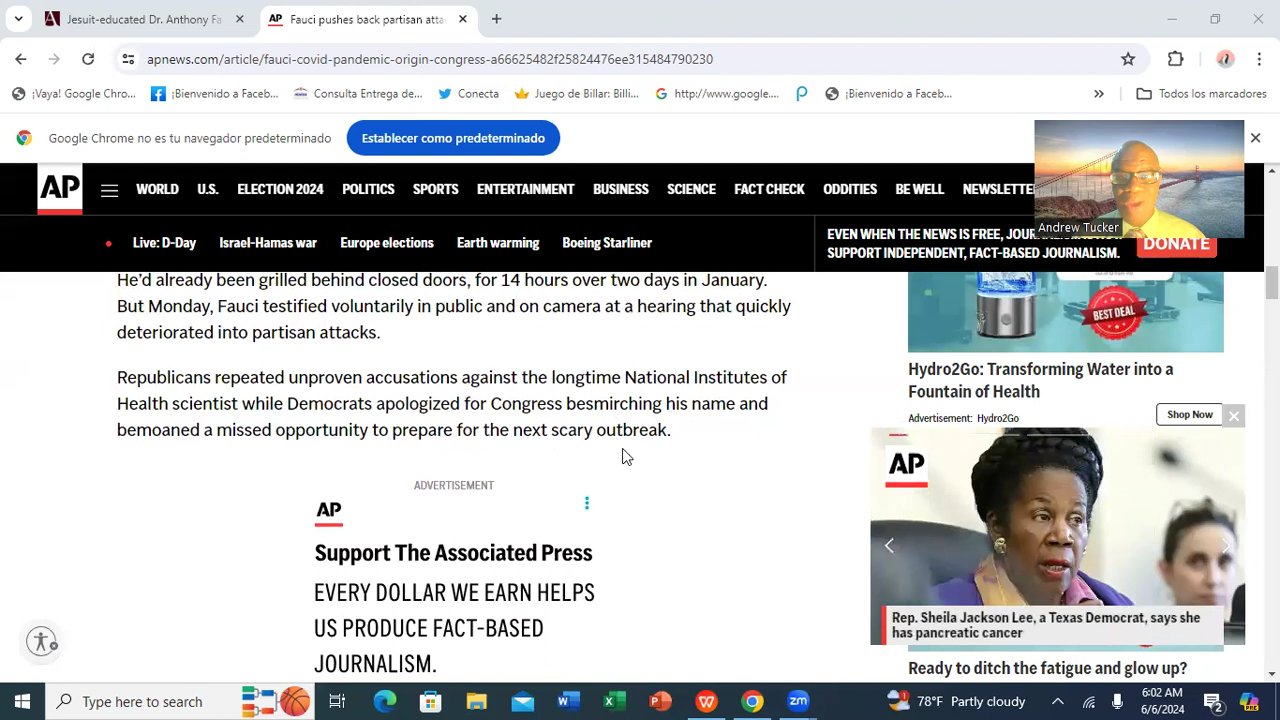 Jesuit-educated Dr. Anthony Fa
AP Fauci pushes back partisan atta
apnews.com/article/fauci-covid-pandemic-origin-congress-a66625482f25824476ee315484790230
¡Vaya! Google Chro...
¡Bienvenido a Faceb...
Consulta Entrega de...
Conecta
Juego de Billar: Billi...
http://www.google....
¡Bienvenido a Faceb...
»
Todos los marcadores
Google Chrome no es tu navegador predeterminado
Establecer como predeterminado
AP
WORLD
U.S.
ELECTION 2024
POLITICS
SPORTS
ENTERTAINMENT
BUSINESS
SCIENCE
FACT CHECK
ODDITIES
BE WELL
NEWSLETTE
Andrew Tucker
Live: D-Day
Israel-Hamas war
Europe elections
Earth warming
Boeing Starliner
EVEN WHEN THE NEWS IS FREE, JOUR
SUPPORT INDEPENDENT, FACT-BASED JOURNALISM.
DONATE
He'd already been grilled behind closed doors, for 14 hours over two days in January.
But Monday, Fauci testified voluntarily in public and on camera at a hearing that quickly
deteriorated into partisan attacks.
Republicans repeated unproven accusations against the longtime National Institutes of
Health scientist while Democrats apologized for Congress besmirching his name and
bemoaned a missed opportunity to prepare for the next scary outbreak.
ADVERTISEMENT
AP
Support The Associated Press
EVERY DOLLAR WE EARN HELPS
US PRODUCE FACT-BASED
JOURNALISM.
BEST DEAL
Hydro2Go: Transforming Water into a
Fountain of Health
Advertisement: Hydro2Go
Shop Now
AP
Rep. Sheila Jackson Lee, a Texas Democrat, says she
has pancreatic cancer
Ready to ditch the fatigue and glow up?
Type here to search
78°F Partly cloudy
6:02 AM
6/6/2024
2